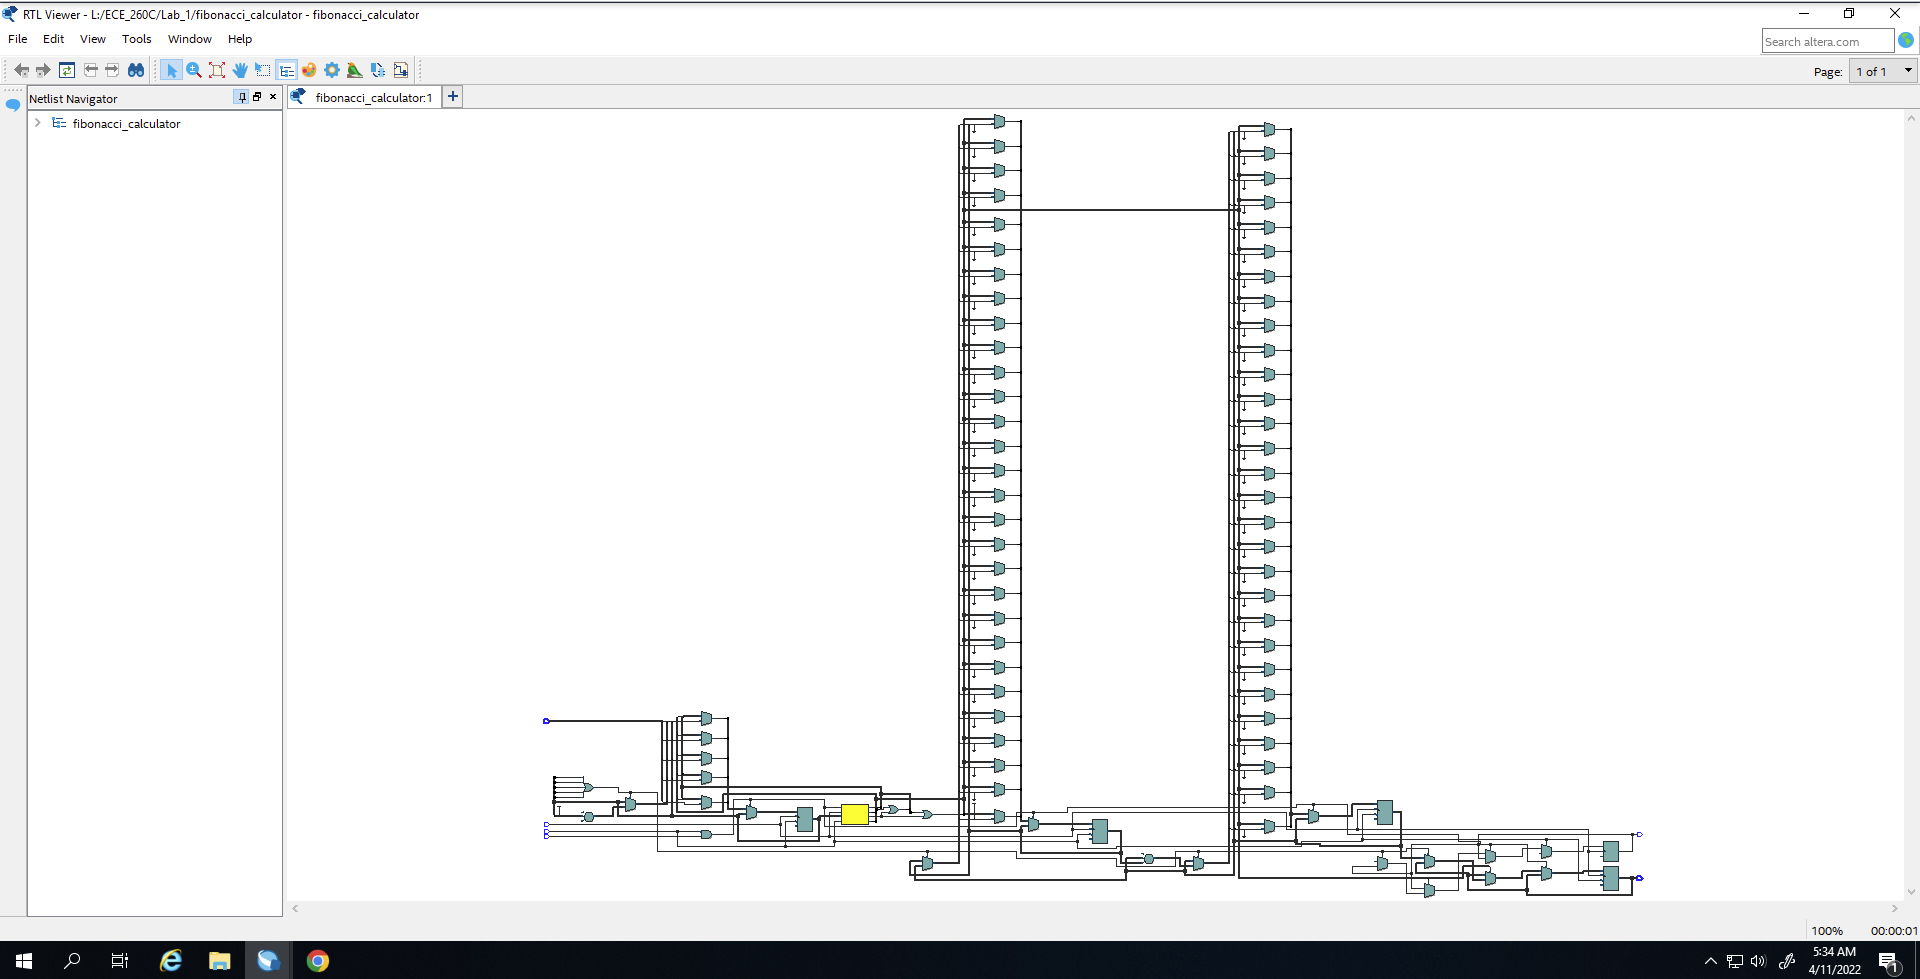 RTL Viewer - L:/ECE_260C/Lab_1/fibonacci_calculator - fibonacci_calculator
File Edit View Tools Window Help
Search altera.com
Page: 1 of 1
Netlist Navigator
fibonacci_calculator:1
fibonacci_calculator
100% 00:00:01
5:34 AM
4/11/2022
1